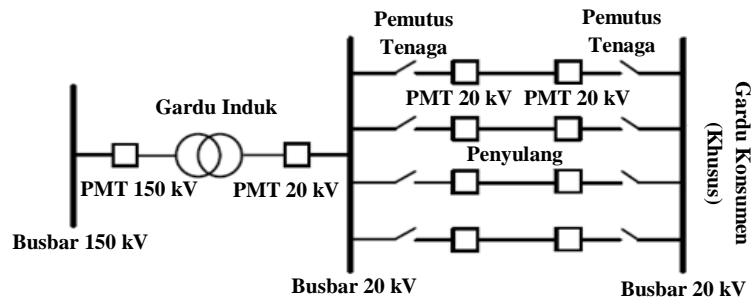 Pemutus
Tenaga
Pemutus
Tenaga
Gardu Induk
PMT 20 kV
PMT 20 kV
Penyulang
PMT 150 kV
PMT 20 kV
Busbar 150 kV
Busbar 20 kV
Busbar 20 kV
Gardu Konsumen
(Khusus)